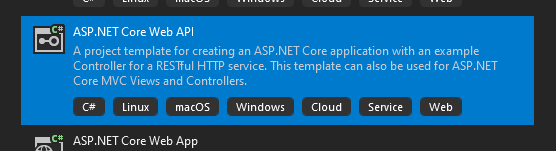 C#
ASP.NET Core Web API
A project template for creating an ASP.NET Core application with an example
Controller for a RESTful HTTP service. This template can also be used for ASP.NET
Core MVC Views and Controllers.
C# Linux macOS Windows Cloud Service Web
C#
ASP.NET Core Web App